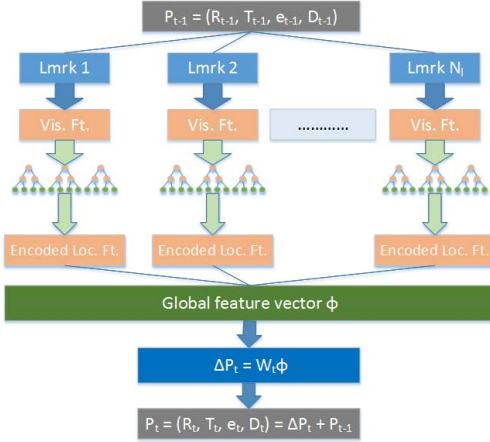 P_{t-1} = (R_{t-1}, T_{t-1}, e_{t-1}, D_{t-1})
Lmrk 1 Lmrk 2 Lmrk N_l
Vis. Ft. Vis. Ft. ............ Vis. Ft.
Encoded Loc. Ft. Encoded Loc. Ft. Encoded Loc. Ft.
Global feature vector ϕ
ΔP_t = W_tϕ
P_t = (R_t, T_t, e_t, D_t) = ΔP_t + P_{t-1}